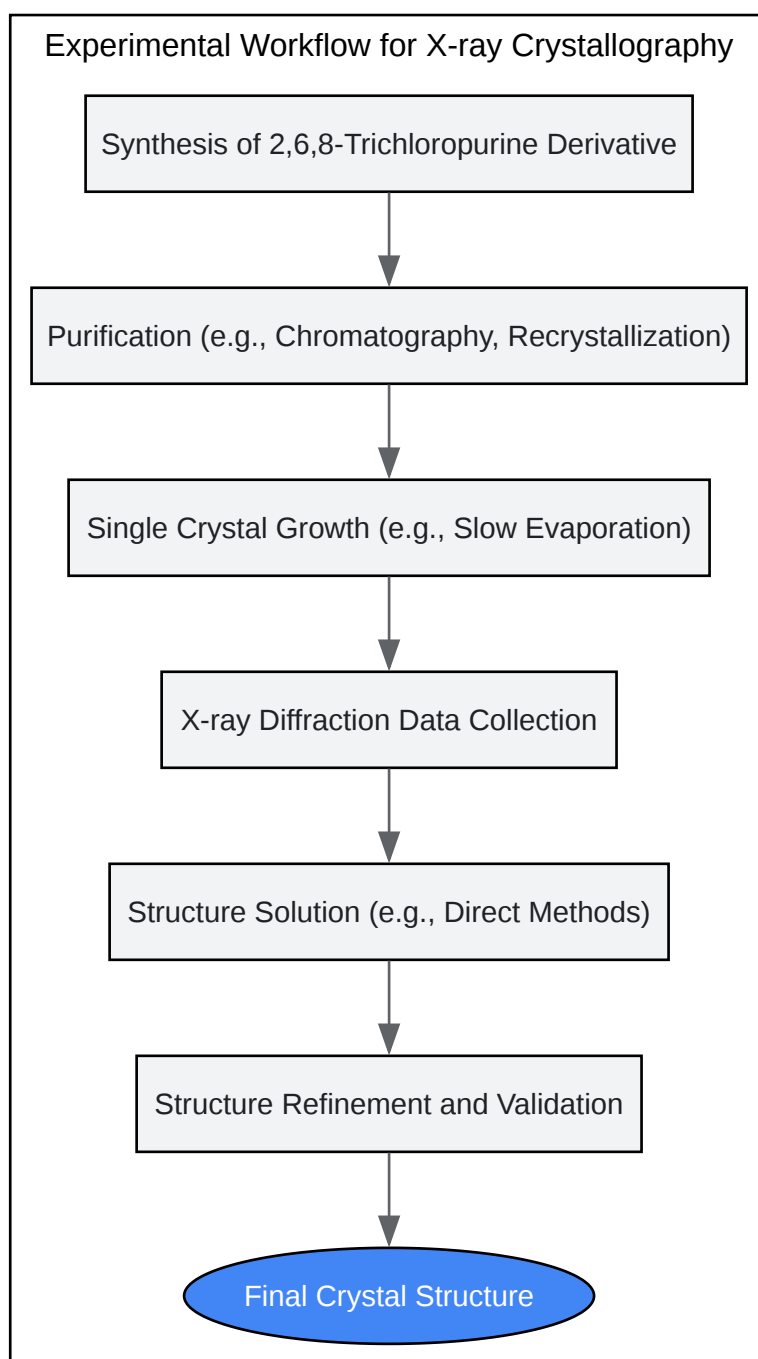 Experimental Workflow for X-ray Crystallography
Synthesis of 2,6,8-Trichloropurine Derivative
Purification (e.g., Chromatography, Recrystallization)
Single Crystal Growth (e.g., Slow Evaporation)
X-ray Diffraction Data Collection
Structure Solution (e.g., Direct Methods)
Structure Refinement and Validation
Final Crystal Structure